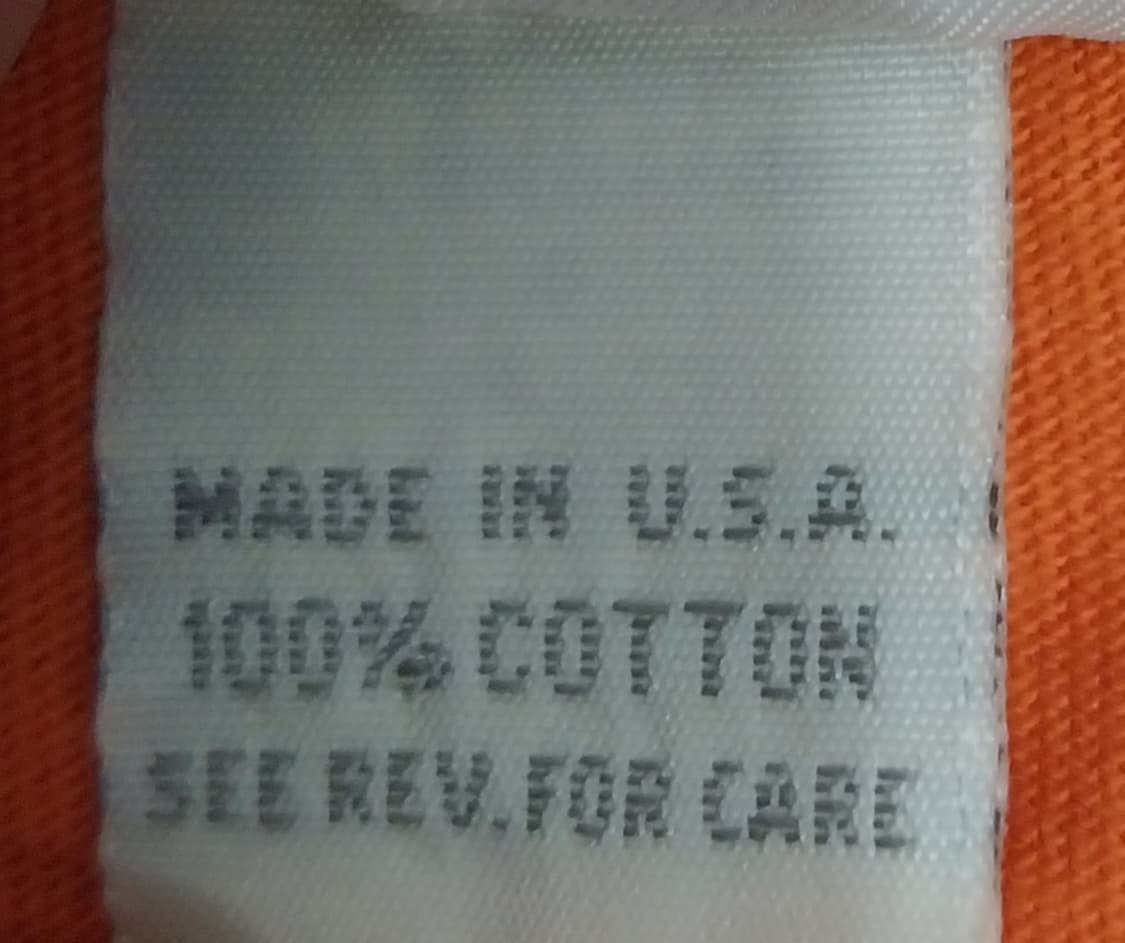 MADE IN U.S.A.
100% COTTON
SEE REV.FOR CARE